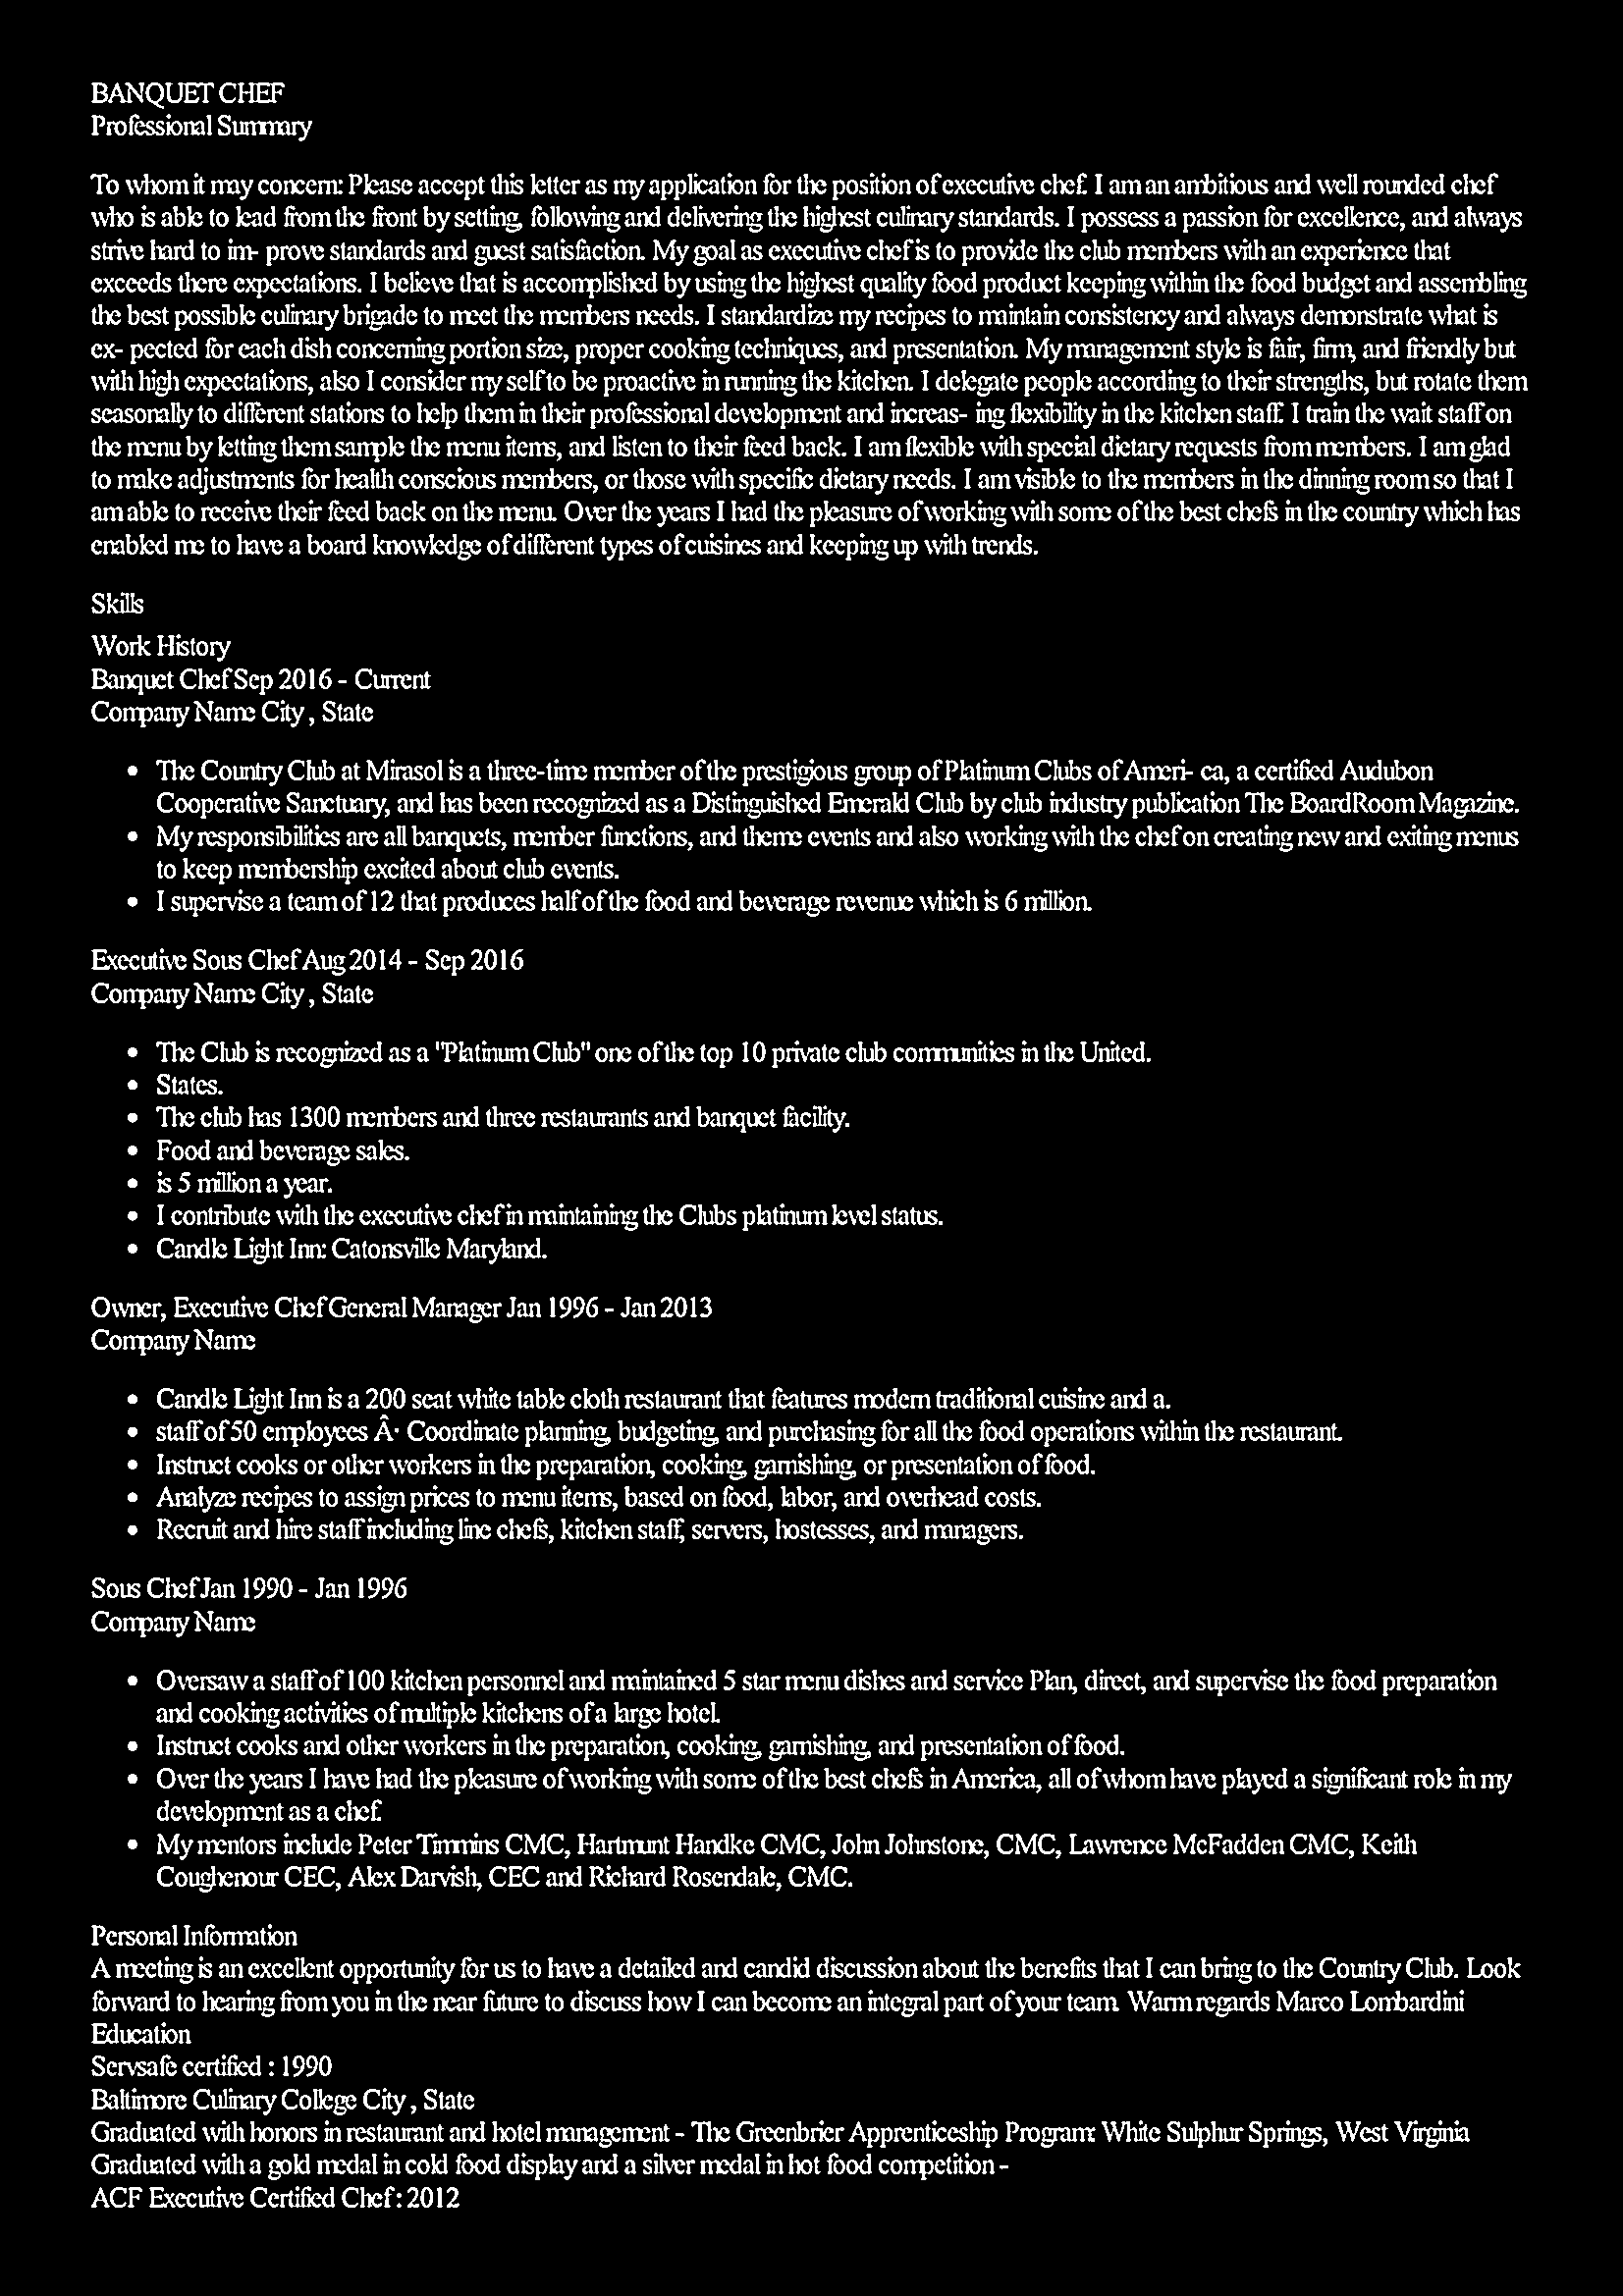 BANQUET CHEF
Professional Summary
To whom it may concern: Please accept this letter as my application for the position of executive chef. I am an ambitious and well rounded chef
who is able to lead from the front by setting, following and delivering the highest culinary standards. I possess a passion for excellence, and always
strive hard to im- prove standards and guest satisfaction. My goal as executive chef is to provide the club members with an experience that
exceeds there expectations. I believe that is accomplished by using the highest quality food product keeping within the food budget and assembling
the best possible culinary brigade to meet the members needs. I standardize my recipes to maintain consistency and always demonstrate what is
ex- pected for each dish concerning portion size, proper cooking techniques, and presentation. My management style is fair, firm, and friendly but
with high expectations, also I consider my self to be proactive in running the kitchen. I delegate people according to their strengths, but rotate them
seasonally to different stations to help them in their professional development and increas- ing flexibility in the kitchen staff. I train the wait staff on
the menu by letting them sample the menu items, and listen to their feed back. I am flexible with special dietary requests from members. I am glad
to make adjustments for health conscious members, or those with specific dietary needs. I am visible to the members in the dinning room so that I
am able to receive their feed back on the menu. Over the years I had the pleasure of working with some of the best chefs in the country which has
enabled me to have a board knowledge of different types of cuisines and keeping up with trends.
Skills
Work History
Banquet Chef Sep 2016 - Current
Company Name City , State
• The Country Club at Mirasol is a three-time member of the prestigious group of Platinum Clubs of Ameri- ca, a certified Audubon
Cooperative Sanctuary, and has been recognized as a Distinguished Emerald Club by club industry publication The BoardRoom Magazine.
• My responsibilities are all banquets, member functions, and theme events and also working with the chef on creating new and exiting menus
to keep membership excited about club events.
• I supervise a team of 12 that produces half of the food and beverage revenue which is 6 million.
Executive Sous Chef Aug 2014 - Sep 2016
Company Name City , State
• The Club is recognized as a "Platinum Club" one of the top 10 private club communities in the United.
• States.
• The club has 1300 members and three restaurants and banquet facility.
• Food and beverage sales.
• is 5 million a year.
• I contribute with the executive chef in maintaining the Clubs platinum level status.
• Candle Light Inn: Catonsville Maryland.
Owner, Executive Chef General Manager Jan 1996 - Jan 2013
Company Name
• Candle Light Inn is a 200 seat white table cloth restaurant that features modern traditional cuisine and a.
• staff of 50 employees Â· Coordinate planning, budgeting, and purchasing for all the food operations within the restaurant.
• Instruct cooks or other workers in the preparation, cooking, garnishing, or presentation of food.
• Analyze recipes to assign prices to menu items, based on food, labor, and overhead costs.
• Recruit and hire staff including line chefs, kitchen staff, servers, hostesses, and managers.
Sous Chef Jan 1990 - Jan 1996
Company Name
• Oversaw a staff of 100 kitchen personnel and maintained 5 star menu dishes and service Plan, direct, and supervise the food preparation
and cooking activities of multiple kitchens of a large hotel.
• Instruct cooks and other workers in the preparation, cooking, garnishing, and presentation of food.
• Over the years I have had the pleasure of working with some of the best chefs in America, all of whom have played a significant role in my
development as a chef.
• My mentors include Peter Timmins CMC, Hartmunt Handke CMC, John Johnstone, CMC, Lawrence McFadden CMC, Keith
Coughenour CEC, Alex Darvish, CEC and Richard Rosendale, CMC.
Personal Information
A meeting is an excellent opportunity for us to have a detailed and candid discussion about the benefits that I can bring to the Country Club. Look
forward to hearing from you in the near future to discuss how I can become an integral part of your team. Warm regards Marco Lombardini
Education
Servsafe certified : 1990
Baltimore Culinary College City , State
Graduated with honors in restaurant and hotel management - The Greenbrier Apprenticeship Program: White Sulphur Springs, West Virginia
Graduated with a gold medal in cold food display and a silver medal in hot food competition -
ACF Executive Certified Chef : 2012